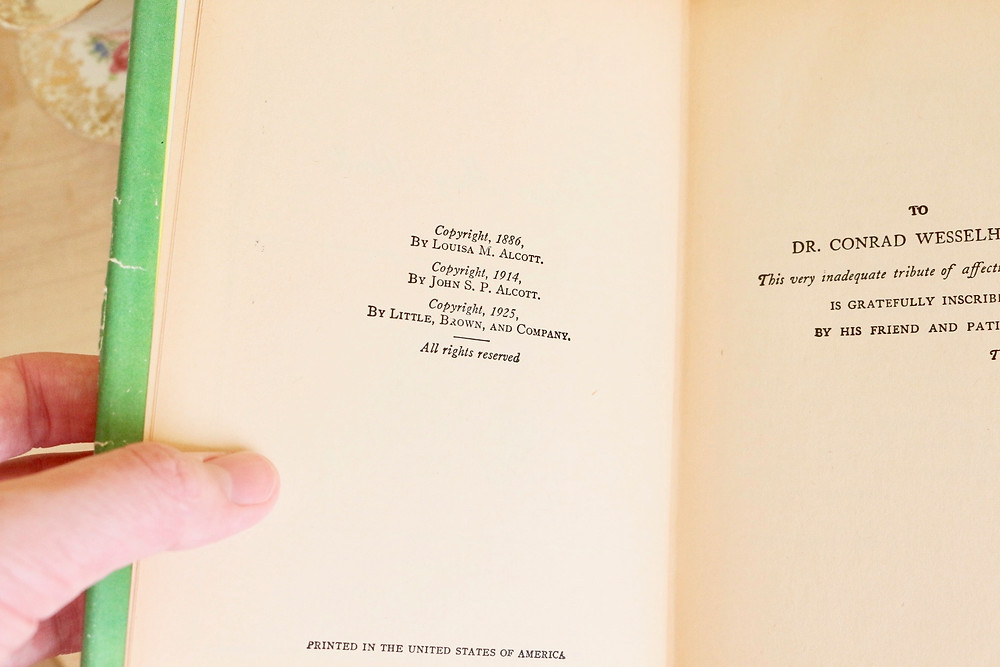 Copyright, 1886,
BY LOUISA M. ALCOTT.
Copyright, 1914,
BY JOHN S. P. ALCOTT.
Copyright, 1925,
BY LITTLE, BROWN, AND COMPANY.
All rights reserved
PRINTED IN THE UNITED STATES OF AMERICA
TO
DR. CONRAD
This very inadequate tribute of
IS GRATEFULLY
BY HIS FRIEND AND